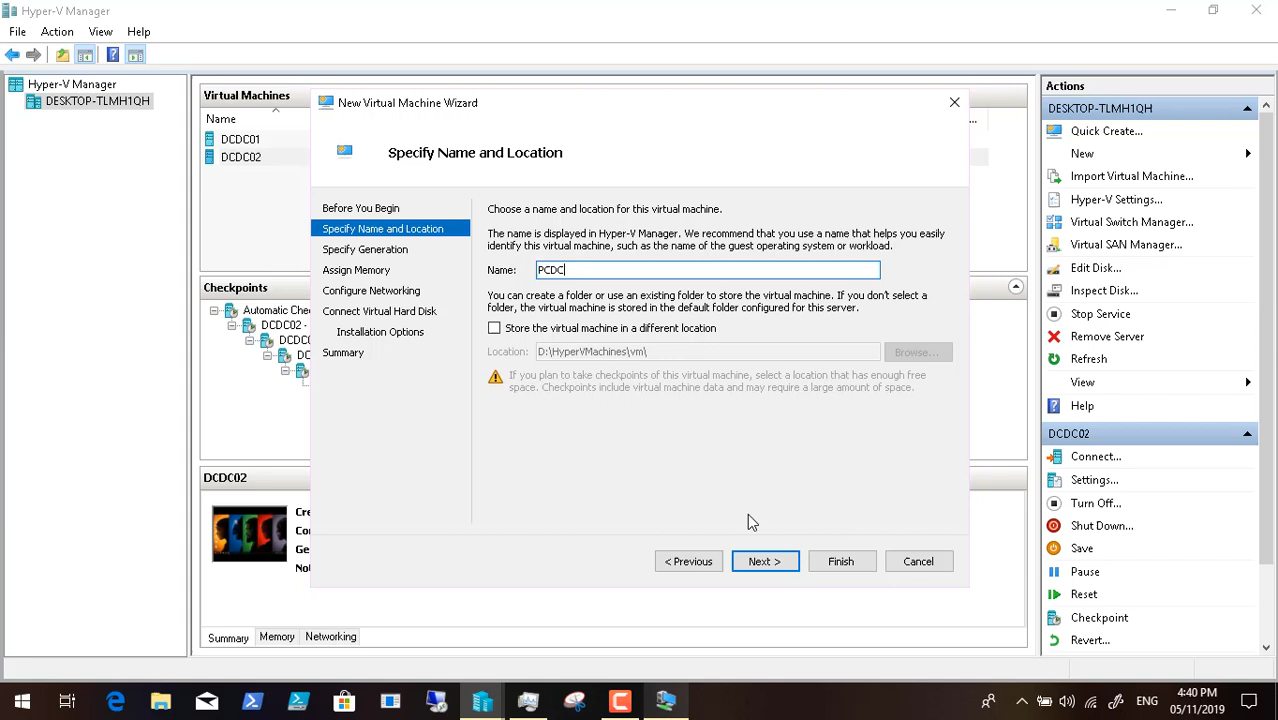 Hyper-V Manager
File Action View Help
Hyper-V Manager
DESKTOP-TLMH1QH
Virtual Machines
Name
DCDC01
DCDC02
...
Checkpoints
Automatic Che
DCDC02 -
DCDC
DC
DCDC02
Cre
Con
Ge
Not
Summary Memory Networking
New Virtual Machine Wizard
Specify Name and Location
Before You Begin
Specify Name and Location
Specify Generation
Assign Memory
Configure Networking
Connect Virtual Hard Disk
Installation Options
Summary
Choose a name and location for this virtual machine.
The name is displayed in Hyper-V Manager. We recommend that you use a name that helps you easily
identify this virtual machine, such as the name of the guest operating system or workload.
Name: PCDC
You can create a folder or use an existing folder to store the virtual machine. If you don't select a
folder, the virtual machine is stored in the default folder configured for this server.
Store the virtual machine in a different location
Location: D:\HyperVMachines\vm\ Browse...
If you plan to take checkpoints of this virtual machine, select a location that has enough free
space. Checkpoints include virtual machine data and may require a large amount of space.
< Previous Next > Finish Cancel
Actions
DESKTOP-TLMH1QH
Quick Create...
New
Import Virtual Machine...
Hyper-V Settings...
Virtual Switch Manager...
Virtual SAN Manager...
Edit Disk...
Inspect Disk...
Stop Service
Remove Server
Refresh
View
Help
DCDC02
Connect...
Settings...
Turn Off...
Shut Down...
Save
Pause
Reset
Checkpoint
Revert...
ENG
4:40 PM
05/11/2019